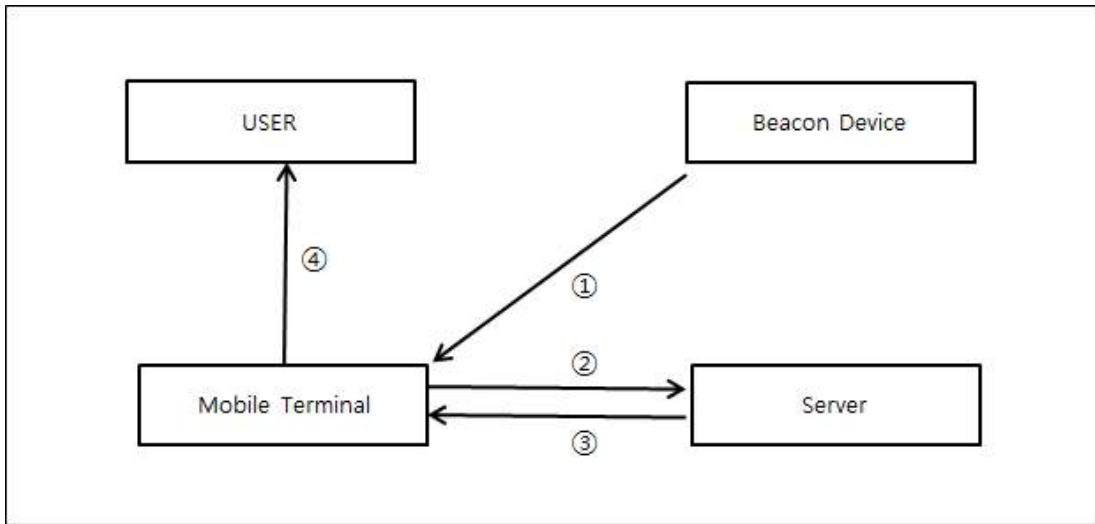 USER
Beacon Device
④
①
②
Mobile Terminal
Server
③